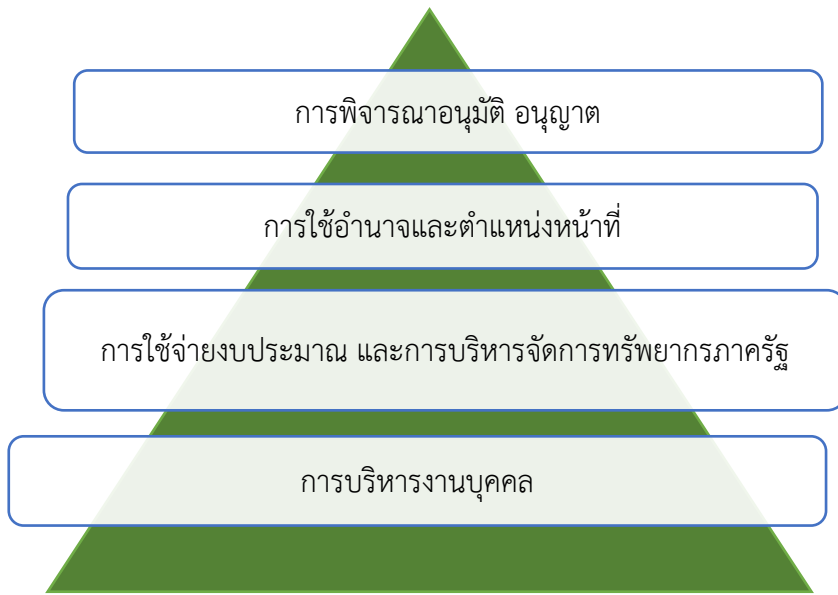 การพิจารณาอนุมัติ อนุญาต
การใช้อำนาจและตำแหน่งหน้าที่
การใช้จ่ายงบประมาณ และการบริหารจัดการทรัพยากรภาครัฐ
การบริหารงานบุคคล